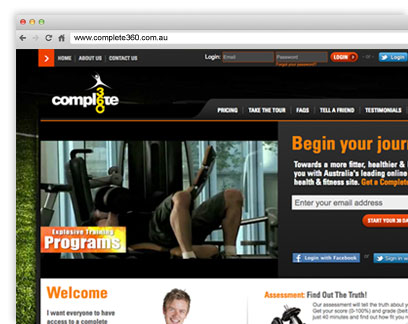 www.complete360.com.au
HOME ABOUT US CONTACT US
Login: Email Password LOGIN - or - Login
Forgot your password?
complete
360
PRICING TAKE THE TOUR FAQS TELL A FRIEND TESTIMONIALS
Begin your jour
Towards a more fitter, healthier &
you with Australia's leading online
health & fitness site. Get a Complete
Enter your email address
START YOUR 30 DA
Explosive Training
Programs
f Login with Facebook - or - Sign in w
Welcome
I want everyone to
have access to a complete
Assessment: Find Out The Truth!
Our assessment will tell the truth about y
Get your score (0-100%) and grade (be
just 40 minutes and find out how fit you r